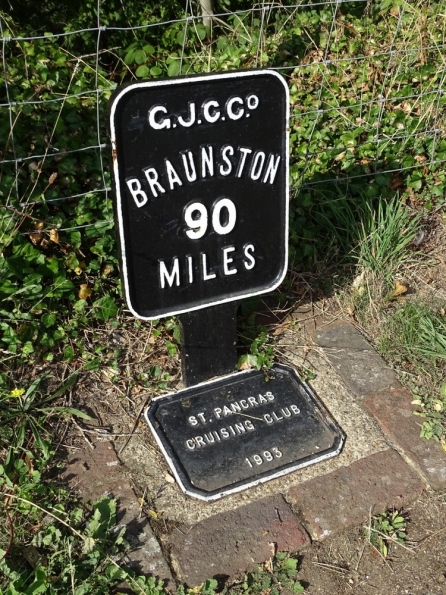 G.J.C.Co
BRAUNSTON
90
MILES
ST. PANCRAS
CRUISING CLUB
1993